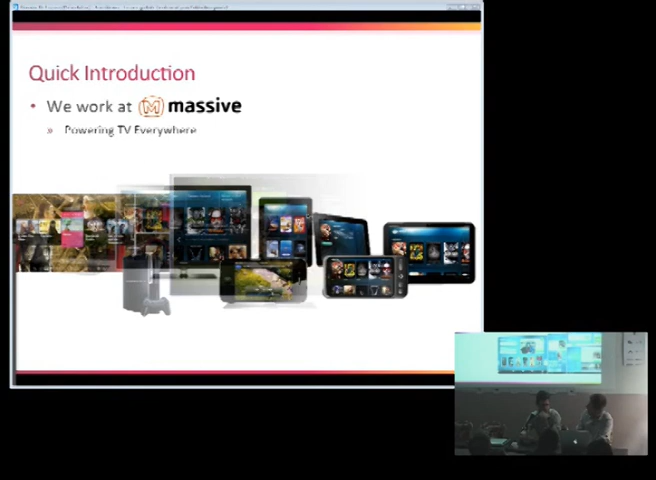 Quick Introduction
• We work at massive
» Powering TV Everywhere